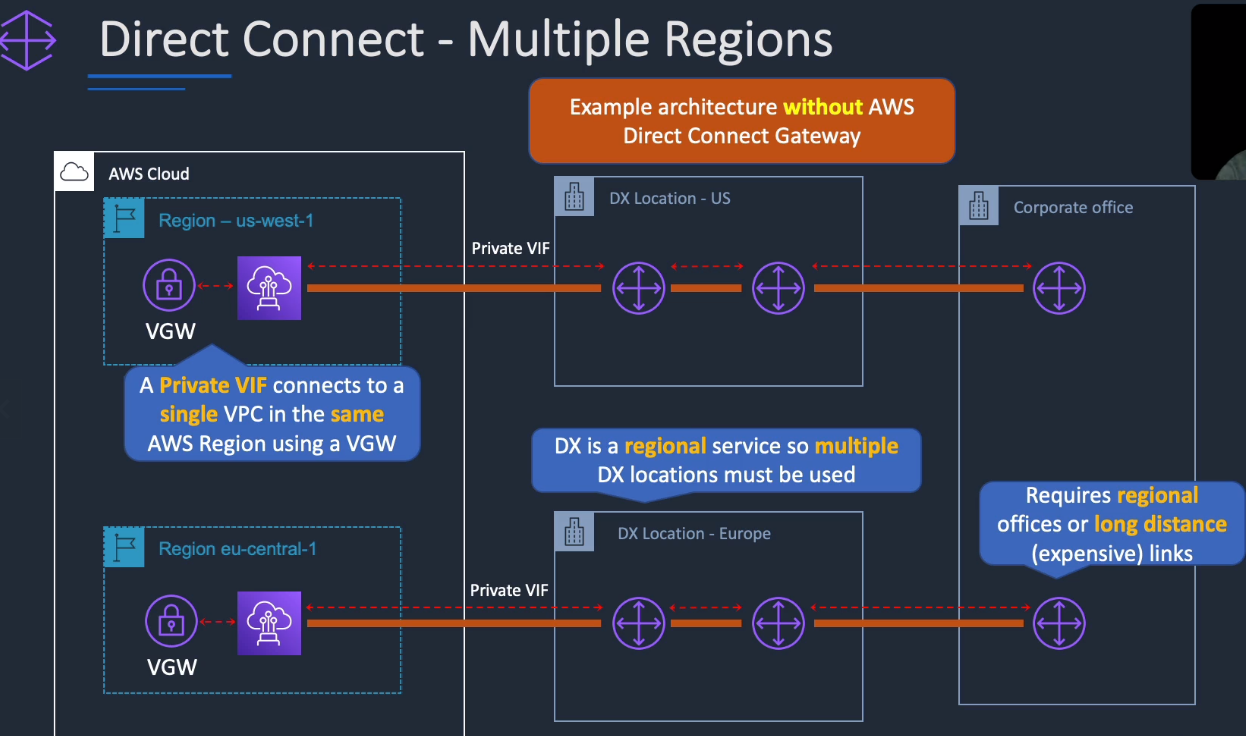 Direct Connect - Multiple Regions
Example architecture without AWS
Direct Connect Gateway
AWS Cloud
Region – us-west-1
VGW
A Private VIF connects to a
single VPC in the same
AWS Region using a VGW
Private VIF
DX Location - US
Corporate office
DX is a regional service so multiple
DX locations must be used
Requires regional
offices or long distance
(expensive) links
Region eu-central-1
VGW
Private VIF
DX Location - Europe